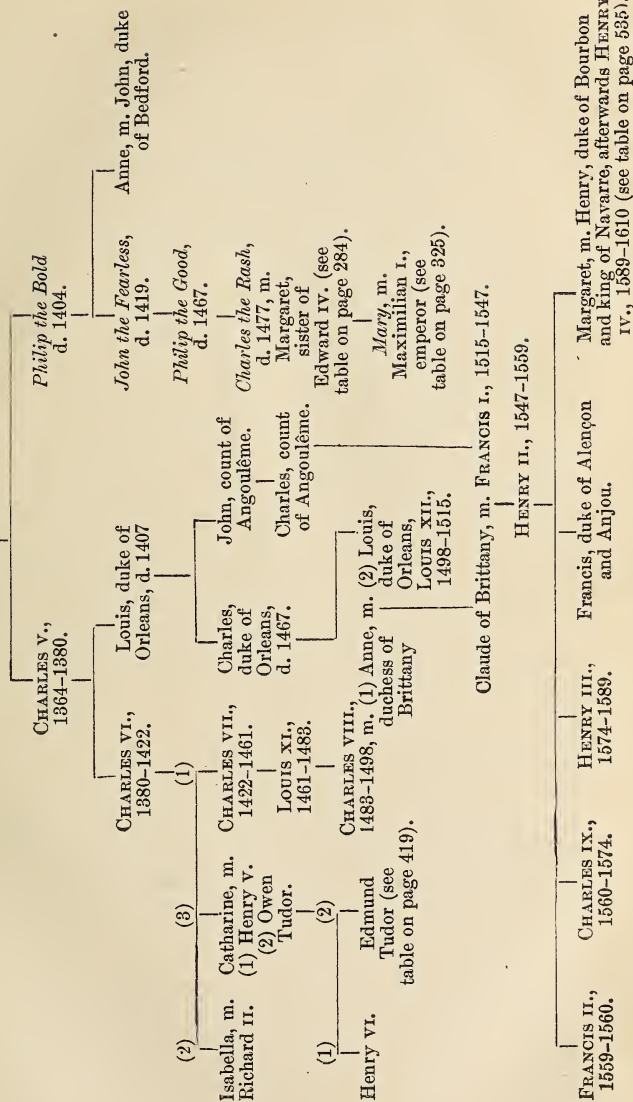 CHARLES V.,
1364–1380.
Philip the Bold
d. 1404.
CHARLES VI.,
1380–1422.
Louis, duke of
Orleans, d. 1407
John the Fearless,
d. 1419.
Anne, m. John, duke
of Bedford.
(2)
(3)
(1)
Isabella, m.
Richard II.
Catharine, m.
(1) Henry V.
(2) Owen
Tudor.
CHARLES VII.,
1422–1461.
Charles,
duke of
Orleans,
d. 1467.
John, count of
Angoulême.
Philip the Good,
d. 1467.
(1)
(2)
LOUIS XI.,
1461–1483.
Charles, count
of Angoulême.
Charles the Rash,
d. 1477, m.
Margaret,
sister of
Edward IV. (see
table on page 284).
Henry VI.
Edmund
Tudor (see
table on page 419).
CHARLES VIII.,
1483–1498, m. (1) Anne, m. (2) Louis,
duchess of
Brittany
duke of
Orleans,
LOUIS XII.,
1498–1515.
Mary, m.
Maximilian I.,
emperor (see
table on page 325).
Claude of Brittany, m. FRANCIS I., 1515–1547.
HENRY II., 1547–1559.
FRANCIS II.,
1559–1560.
CHARLES IX.,
1560–1574.
HENRY III.,
1574–1589.
Francis, duke of Alençon
and Anjou.
Margaret, m. Henry, duke of Bourbon
and king of Navarre, afterwards HENRY
IV., 1589–1610 (see table on page 535).